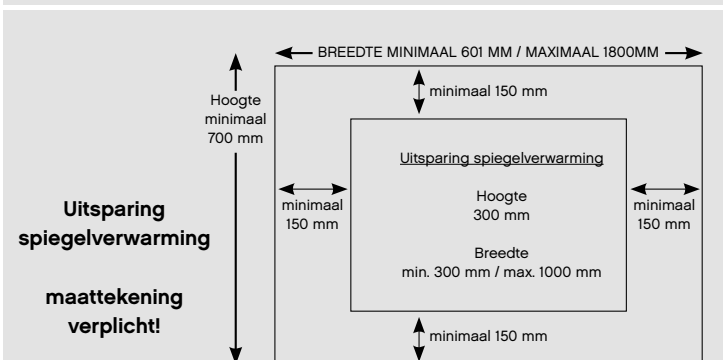 BREEDTE MINIMAAL 601 MM / MAXIMAAL 1800MM
Hoogte
minimaal
700 mm
minimaal 150 mm
Uitsparing spiegelverwarming
Hoogte
300 mm
Breedte
min. 300 mm / max. 1000 mm
minimaal
150 mm
minimaal
150 mm
Uitsparing
spiegelverwarming
maattekening
verplicht!
minimaal 150 mm